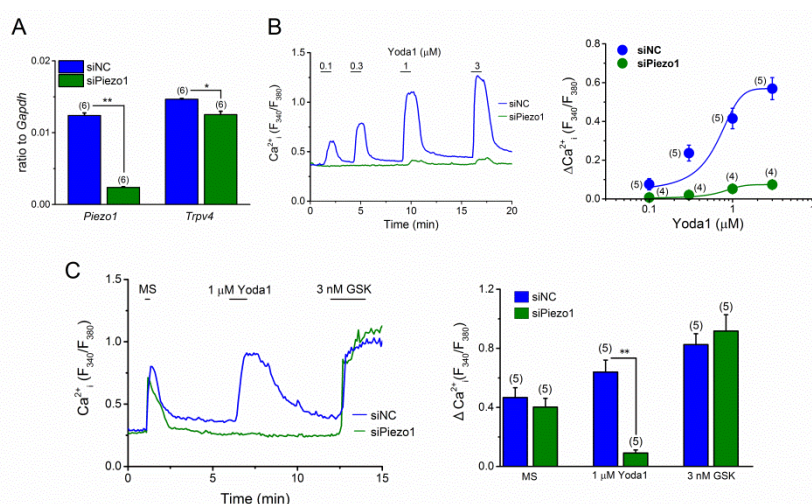 A
siNC
siPiezo1
0.02
0.01
0.00
ratio to Gapdh
(6)
**
(6)
(6)
*
(6)
Piezo1
Trpv4
B
Yoda1 (μM)
0.1
0.3
1
3
siNC
siPiezo1
1.5
1.0
0.5
0.0
Ca²⁺ᵢ (F₃₄₀/F₃₈₀)
0
5
10
15
20
Time (min)
siNC
siPiezo1
0.8
0.6
0.4
0.2
0.0
ΔCa²⁺ᵢ (F₃₄₀/F₃₈₀)
(5)
(5)
(5)
(5)
(4)
(4)
(4)
(4)
0.1
1
Yoda1 (μM)
C
MS
1 μM Yoda1
3 nM GSK
1.5
1.0
0.5
0.0
Ca²⁺ᵢ (F₃₄₀/F₃₈₀)
siNC
siPiezo1
0
5
10
15
Time (min)
siNC
siPiezo1
1.2
0.8
0.4
0.0
Δ Ca²⁺ᵢ(F₃₄₀/F₃₈₀)
(5)
(5)
(5)
**
(5)
(5)
(5)
MS
1 μM Yoda1
3 nM GSK